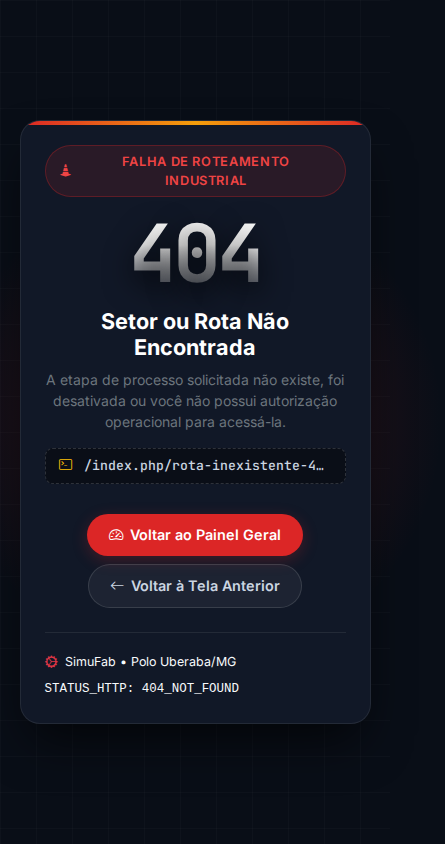 FALHA DE ROTEAMENTO
INDUSTRIAL
404
Setor ou Rota Não
Encontrada
A etapa de processo solicitada não existe, foi
desativada ou você não possui autorização
operacional para acessá-la.
/index.php/rota-inexistente-4…
Voltar ao Painel Geral
Voltar à Tela Anterior
SimuFab • Polo Uberaba/MG
STATUS_HTTP: 404_NOT_FOUND